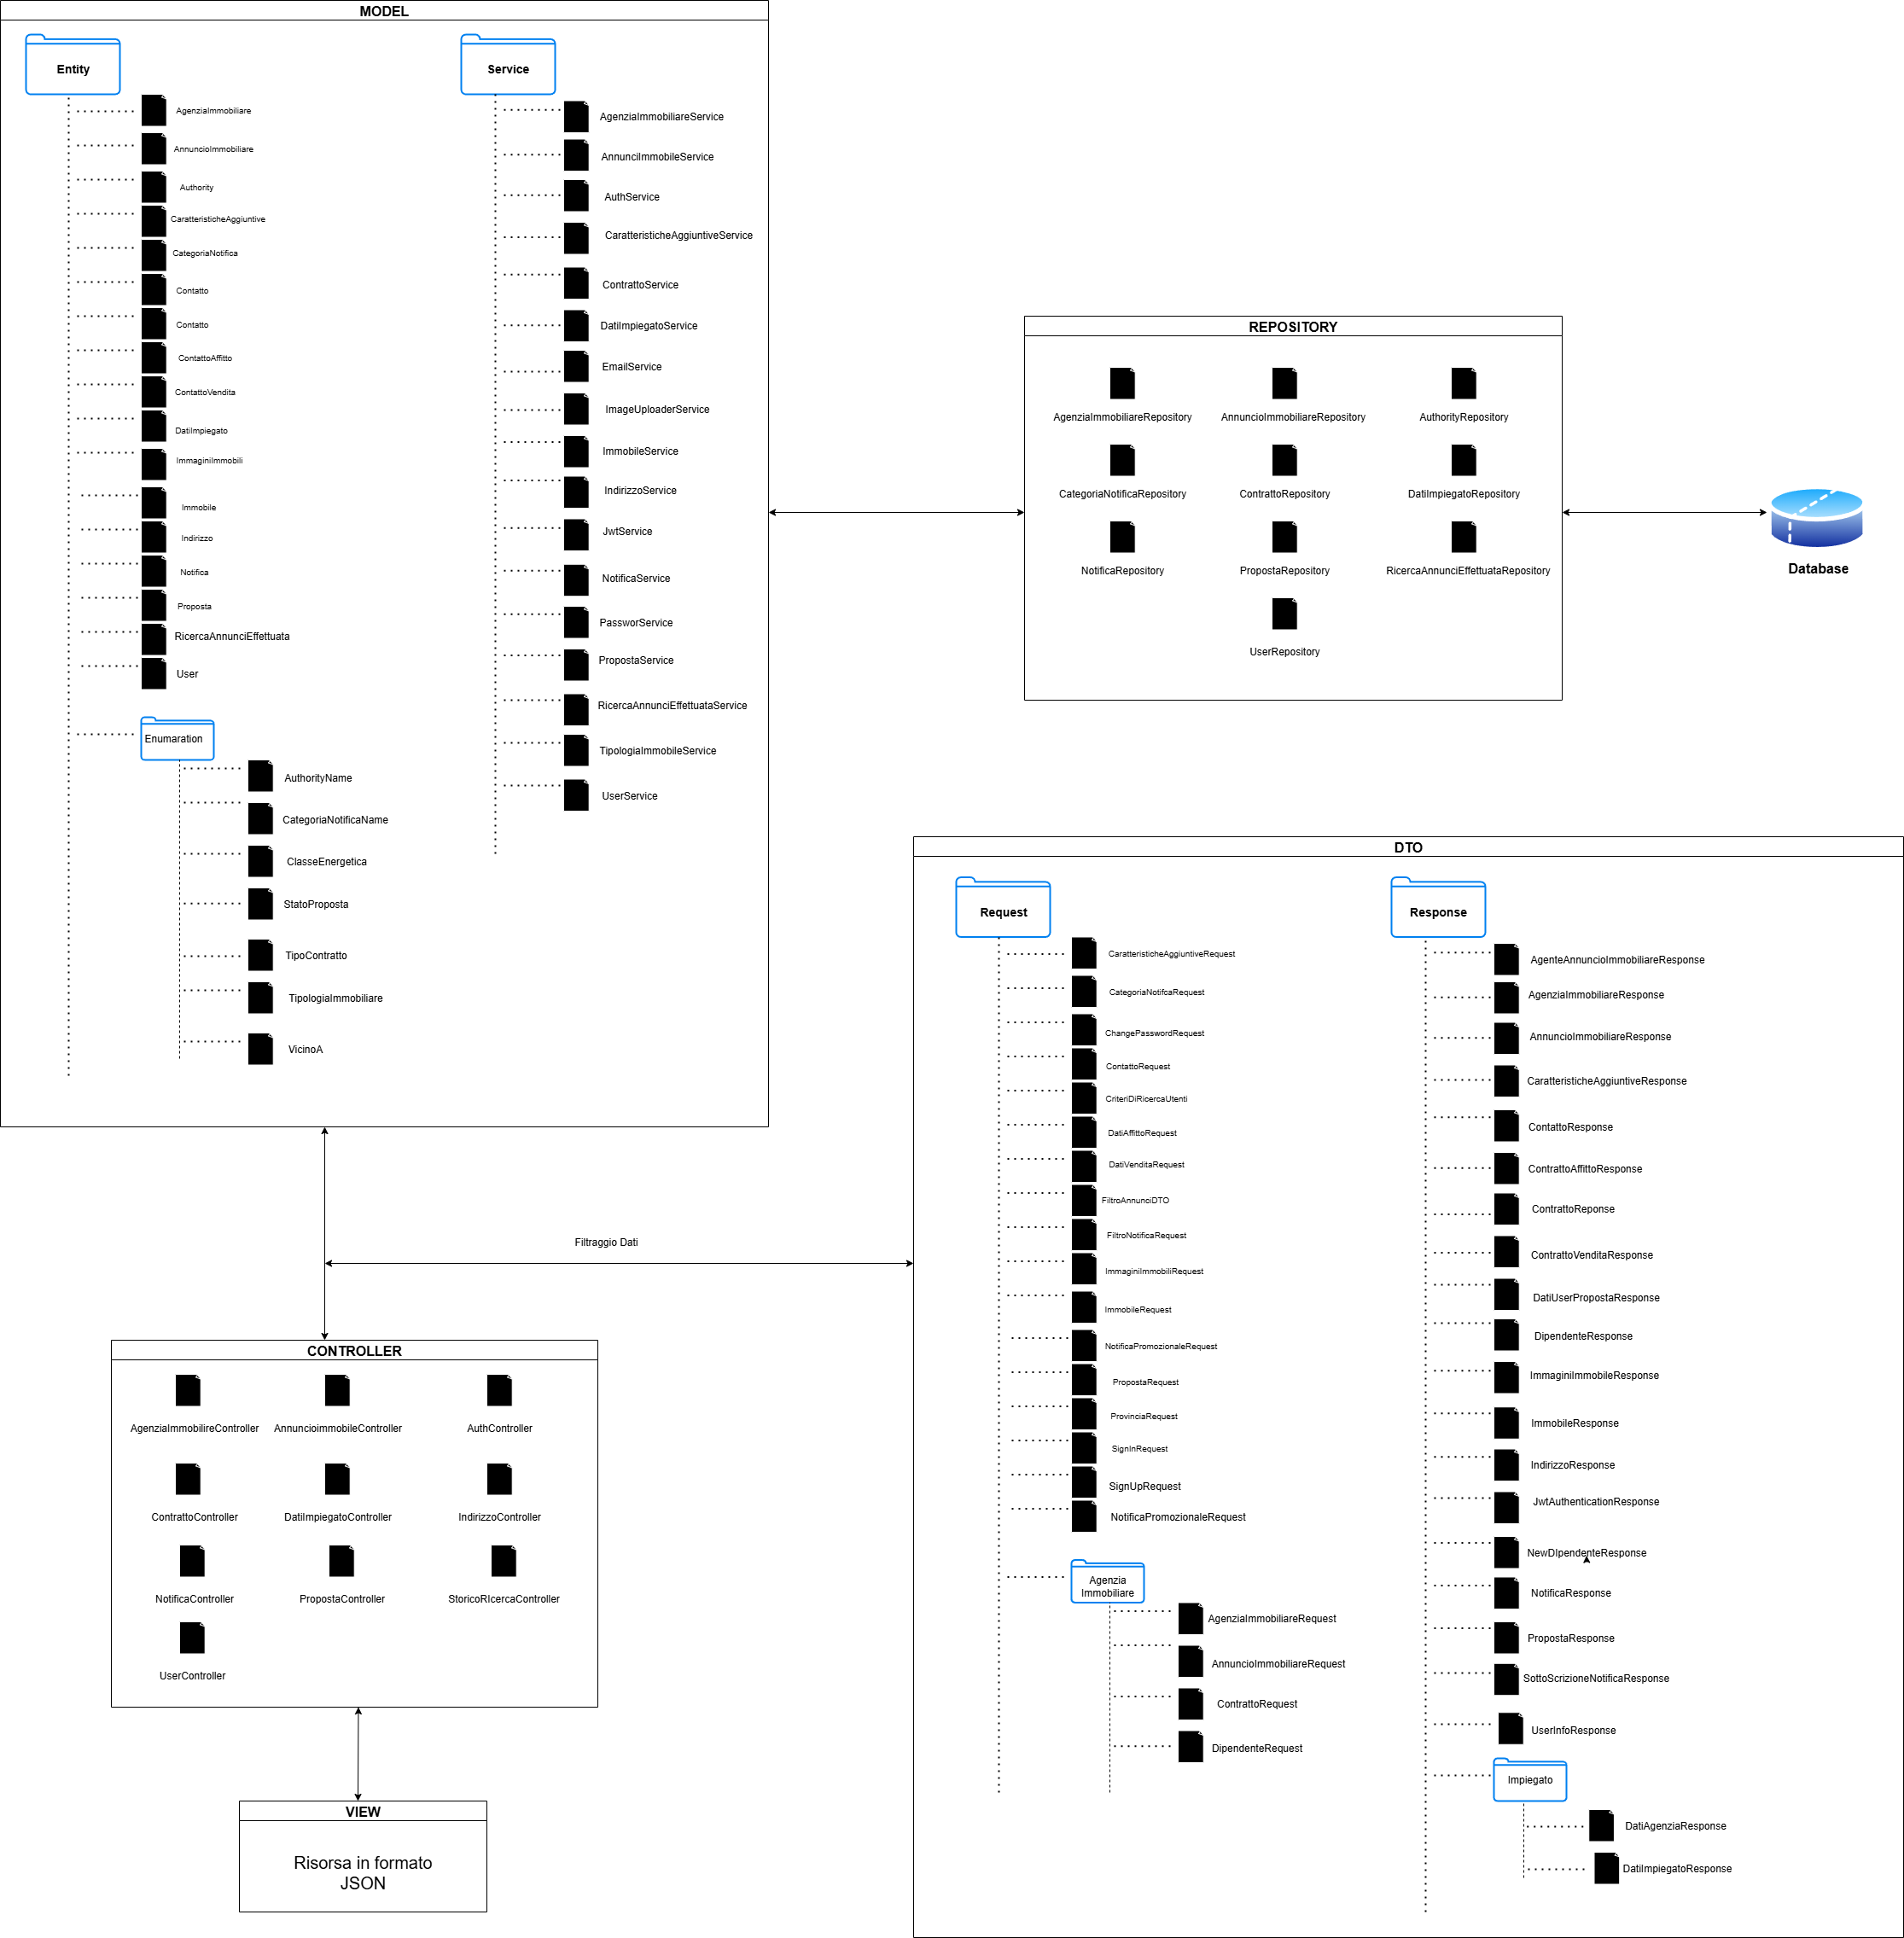 MODEL
Entity
AgenziaImmobiliare
AnnuncioImmobiliare
Authority
CaratteristicheAggiuntive
CategoriaNotifica
Contatto
Contatto
ContattoAffitto
ContattoVendita
DatiImpiegato
ImmaginiImmobili
Immobile
Indirizzo
Notifica
Proposta
RicercaAnnunciEffettuata
User
Enumaration
AuthorityName
CategoriaNotificaName
ClasseEnergetica
StatoProposta
TipoContratto
TipologiaImmobiliare
VicinoA
Service
AgenziaImmobiliareService
AnnunciImmobileService
AuthService
CaratteristicheAggiuntiveService
ContrattoService
DatiImpiegatoService
EmailService
ImageUploaderService
ImmobileService
IndirizzoService
JwtService
NotificaService
PassworService
PropostaService
RicercaAnnunciEffettuataService
TipologiaImmobileService
UserService
REPOSITORY
AgenziaImmobiliareRepository
AnnuncioImmobiliareRepository
AuthorityRepository
CategoriaNotificaRepository
ContrattoRepository
DatiImpiegatoRepository
NotificaRepository
PropostaRepository
RicercaAnnunciEffettuataRepository
UserRepository
Database
DTO
Request
CaratteristicheAggiuntiveRequest
CategoriaNotifcaRequest
ChangePasswordRequest
ContattoRequest
CriteriDiRicercaUtenti
DatiAffittoRequest
DatiVenditaRequest
FiltroAnnunciDTO
FiltroNotificaRequest
ImmaginiImmobiliRequest
ImmobileRequest
NotificaPromozionaleRequest
PropostaRequest
ProvinciaRequest
SignInRequest
SignUpRequest
NotificaPromozionaleRequest
Agenzia
Immobiliare
AgenziaImmobiliareRequest
AnnuncioImmobiliareRequest
ContrattoRequest
DipendenteRequest
Response
AgenteAnnuncioImmobiliareResponse
AgenziaImmobiliareResponse
AnnuncioImmobiliareResponse
CaratteristicheAggiuntiveResponse
ContattoResponse
ContrattoAffittoResponse
ContrattoReponse
ContrattoVenditaResponse
DatiUserPropostaResponse
DipendenteResponse
ImmaginiImmobileResponse
ImmobileResponse
IndirizzoResponse
JwtAuthenticationResponse
NewDIpendenteResponse
NotificaResponse
PropostaResponse
SottoScrizioneNotificaResponse
UserInfoResponse
Impiegato
DatiAgenziaResponse
DatiImpiegatoResponse
Filtraggio Dati
CONTROLLER
AgenziaImmobilireController
AnnuncioimmobileController
AuthController
ContrattoController
DatiImpiegatoController
IndirizzoController
NotificaController
PropostaController
StoricoRIcercaController
UserController
VIEW
Risorsa in formato
JSON